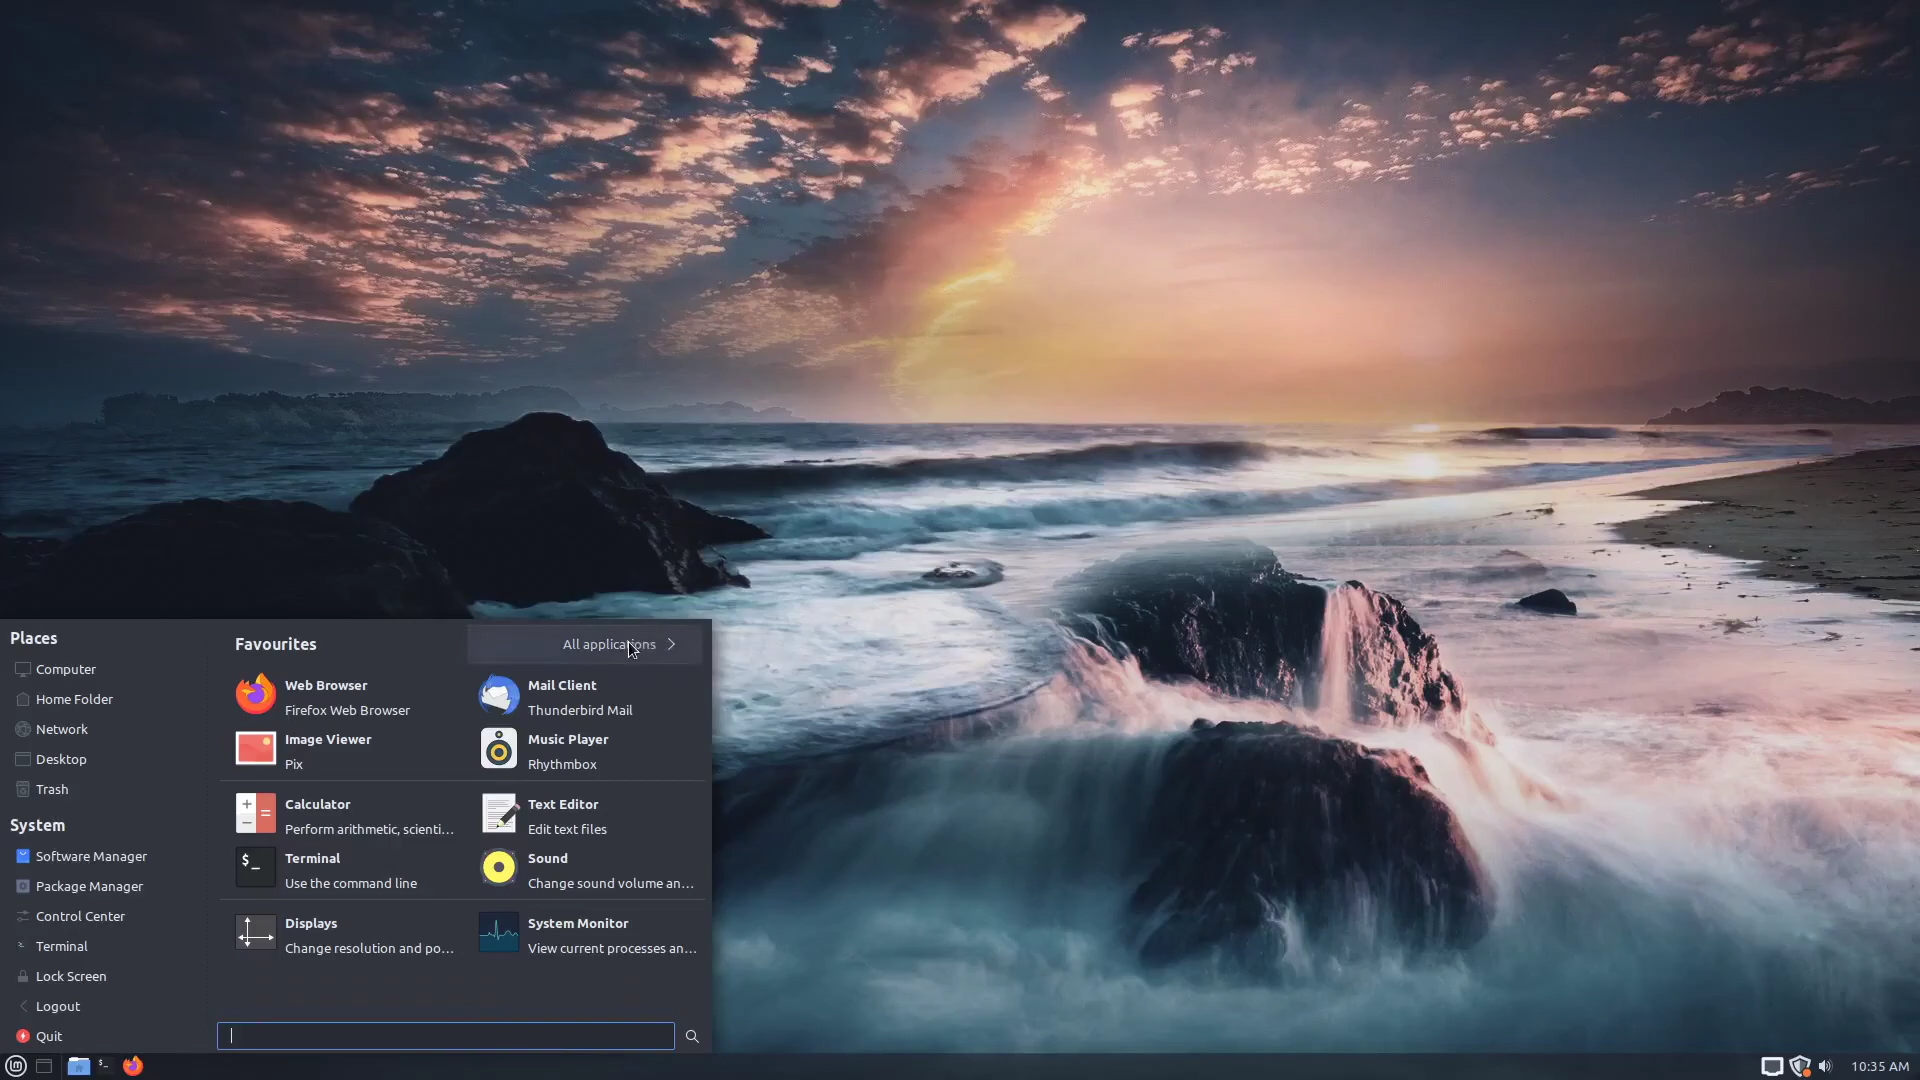 Places
Computer
Home Folder
Network
Desktop
Trash
System
Software Manager
Package Manager
Control Center
Terminal
Lock Screen
Logout
Quit
Favourites
All applications
Web Browser
Firefox Web Browser
Mail Client
Thunderbird Mail
Image Viewer
Pix
Music Player
Rhythmbox
Calculator
Perform arithmetic, scienti...
Text Editor
Edit text files
Terminal
Use the command line
Sound
Change sound volume an...
Displays
Change resolution and po...
System Monitor
View current processes an...
10:35 AM